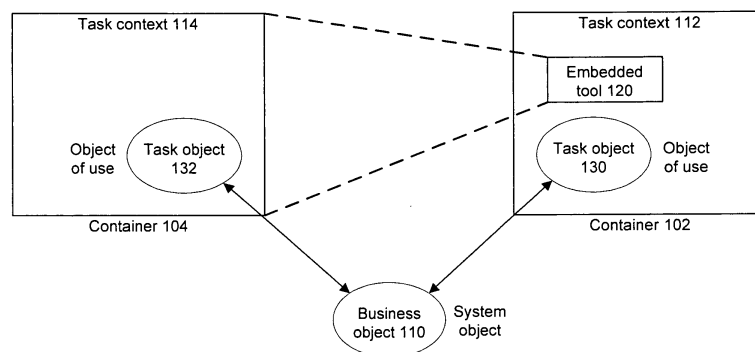 Task context 114
Task context 112
Embedded
tool 120
Object
of use
Task object
132
Task object
130
Object
of use
Container 104
Container 102
Business
object 110
System
object